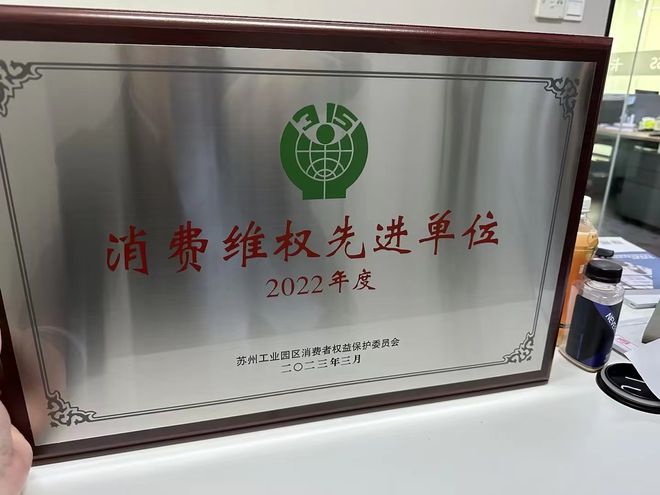 315
消费维权先进单位
2022年度
苏州工业园区消费者权益保护委员会
二〇二三年三月